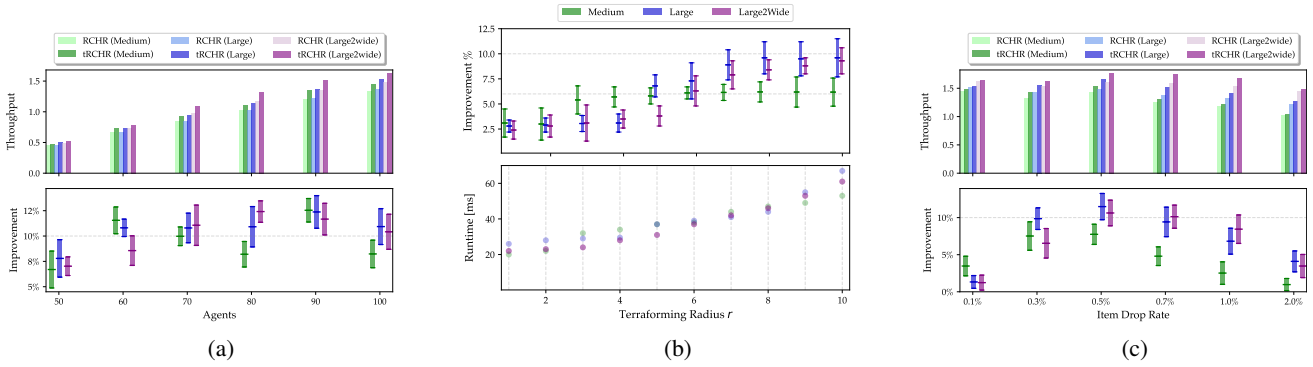 RCHR (Medium) RCHR (Large) RCHR (Large2wide)
tRCHR (Medium) tRCHR (Large) tRCHR (Large2wide)
Throughput
1.5
1.0
0.5
0.0
Improvement
12%
10%
8%
5%
50 60 70 80 90 100
Agents
(a)
Medium Large Large2Wide
Improvement %
12.5
10.0
7.5
5.0
2.5
Runtime [ms]
60
40
20
2 4 6 8 10
Terraforming Radius r
(b)
RCHR (Medium) RCHR (Large) RCHR (Large2wide)
tRCHR (Medium) tRCHR (Large) tRCHR (Large2wide)
Throughput
1.5
1.0
0.5
0.0
Improvement
10%
5%
0%
0.1% 0.3% 0.5% 0.7% 1.0% 2.0%
Item Drop Rate
(c)